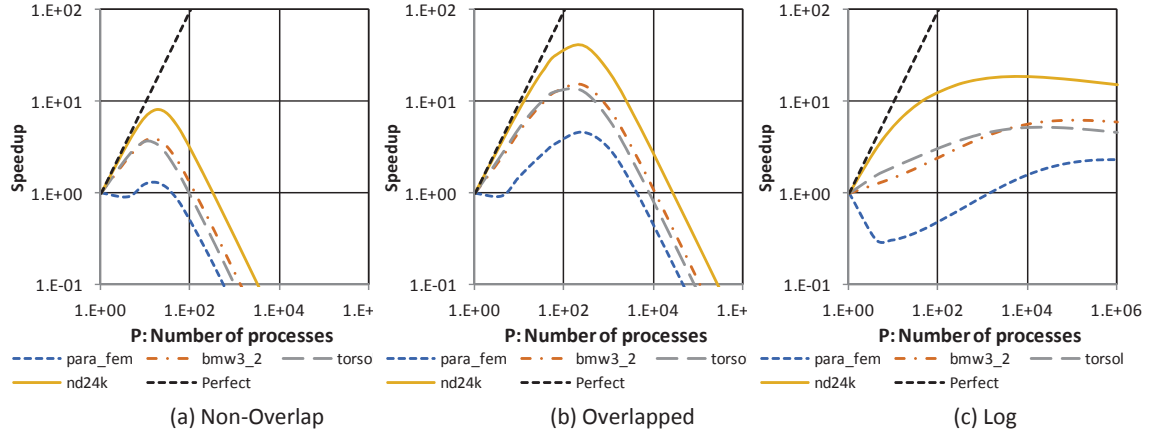 1.E+02
1.E+01
1.E+00
1.E-01
Speedup
1.E+00 1.E+02 1.E+04 1.E+06
P: Number of processes
para_fem bmw3_2 torso
nd24k Perfect
(a) Non-Overlap
1.E+02
1.E+01
1.E+00
1.E-01
Speedup
1.E+00 1.E+02 1.E+04 1.E+
P: Number of processes
para_fem bmw3_2 torso
nd24k Perfect
(b) Overlapped
1.E+02
1.E+01
1.E+00
1.E-01
Speedup
1.E+00 1.E+02 1.E+04 1.E+06
P: Number of processes
para_fem bmw3_2 torsol
nd24k Perfect
(c) Log